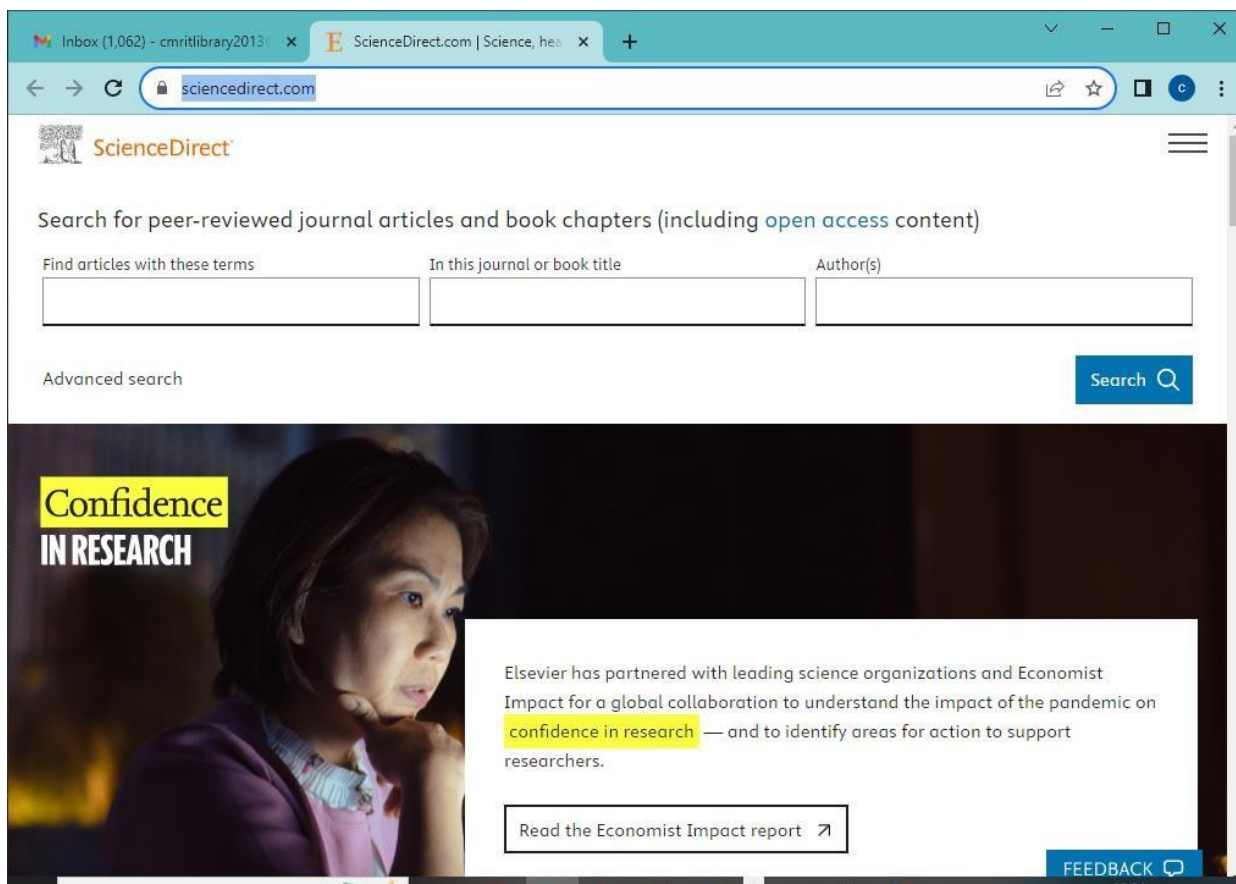 Inbox (1,062) - cmritlibrary2013
ScienceDirect.com | Science, hea
sciencedirect.com
C
ScienceDirect
Search for peer-reviewed journal articles and book chapters (including open access content)
Find articles with these terms
In this journal or book title
Author(s)
Advanced search
Search
Confidence
IN RESEARCH
Elsevier has partnered with leading science organizations and Economist
Impact for a global collaboration to understand the impact of the pandemic on
confidence in research — and to identify areas for action to support
researchers.
Read the Economist Impact report
FEEDBACK